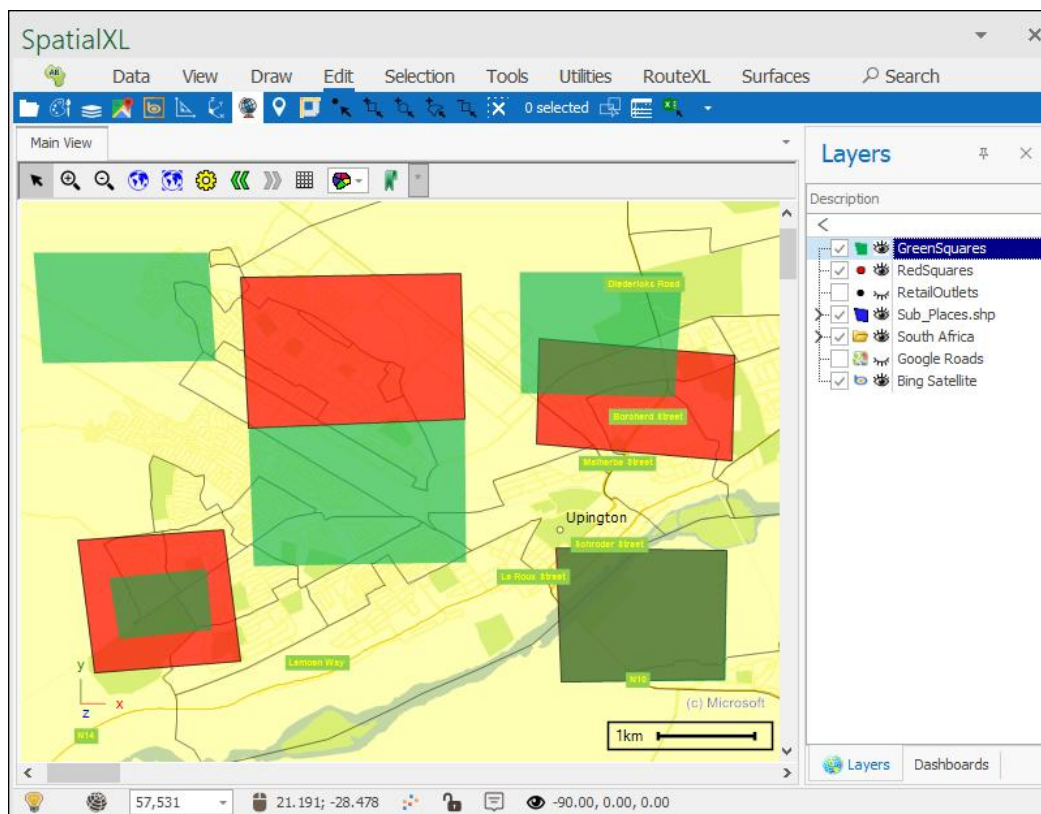 SpatialXL
Data View Draw Edit Selection Tools Utilities RouteXL Surfaces Search
0 selected
Main View
Layers
Description
GreenSquares
RedSquares
RetailOutlets
Sub_Places.shp
South Africa
Google Roads
Bing Satellite
Diedericks Road
Borcherd Street
Malherbe Street
Upington
Schroder Street
Le Roux Street
Lemoen Way
N10
y
x
z
(c) Microsoft
N14
1km
Layers Dashboards
57,531 21.191; -28.478 -90.00, 0.00, 0.00